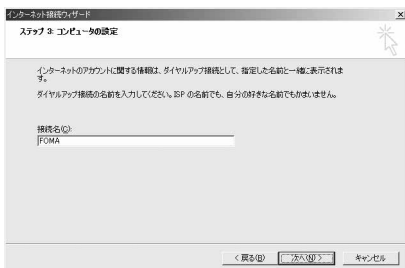 インターネット接続ウィザード
ステップ 3: コンピュータの設定
インターネットのアカウントに関する情報は、ダイヤルアップ接続として、指定した名前と一緒に表示されま
す。
ダイヤルアップ接続の名前を入力してください。ISP の名前でも、自分の好きな名前でもかまいません。
接続名(C):
FOMA
< 戻る(B)
次へ(N) >
キャンセル